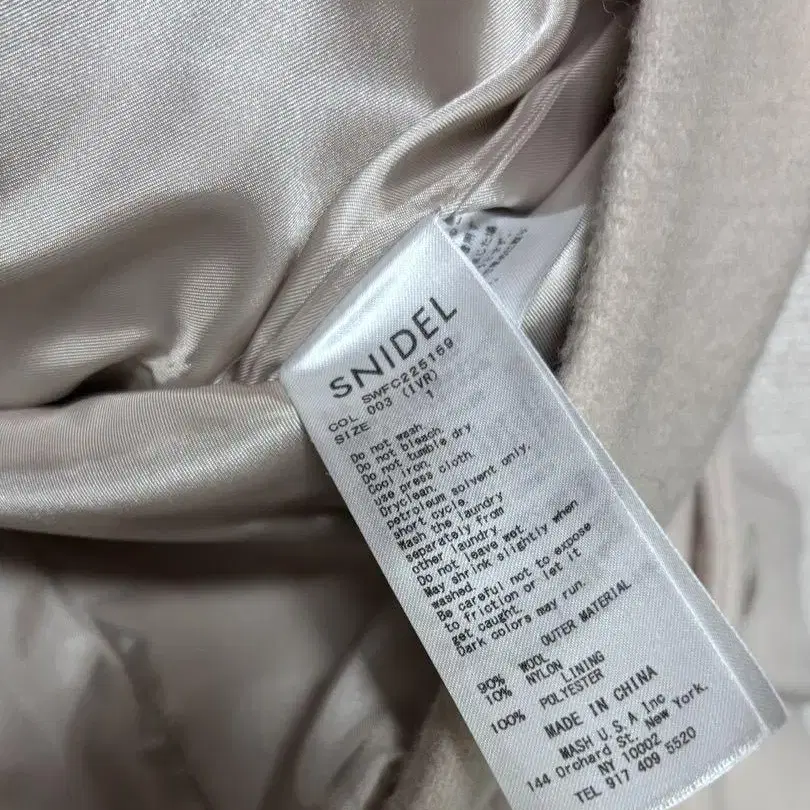 SNIDEL
SWFC225169
COL 003 (IVR)
SIZE 1
Do not wash.
Do not bleach.
Do not tumble dry
Cool iron.
use press cloth
Dryclean,
petroleum solvent only.
short cycle.
Wash the laundry
separately from
other laundry
Do not leave wet.
May shrink slightly when
washed.
Be careful not to expose
to friction or let it
get caught.
Dark colors may run.
OUTER MATERIAL
90% WOOL
10% NYLON
LINING
100% POLYESTER
MADE IN CHINA
MASH U.S.A Inc
144 Orchard St. New York.
NY 10002
TEL 917 409 5520